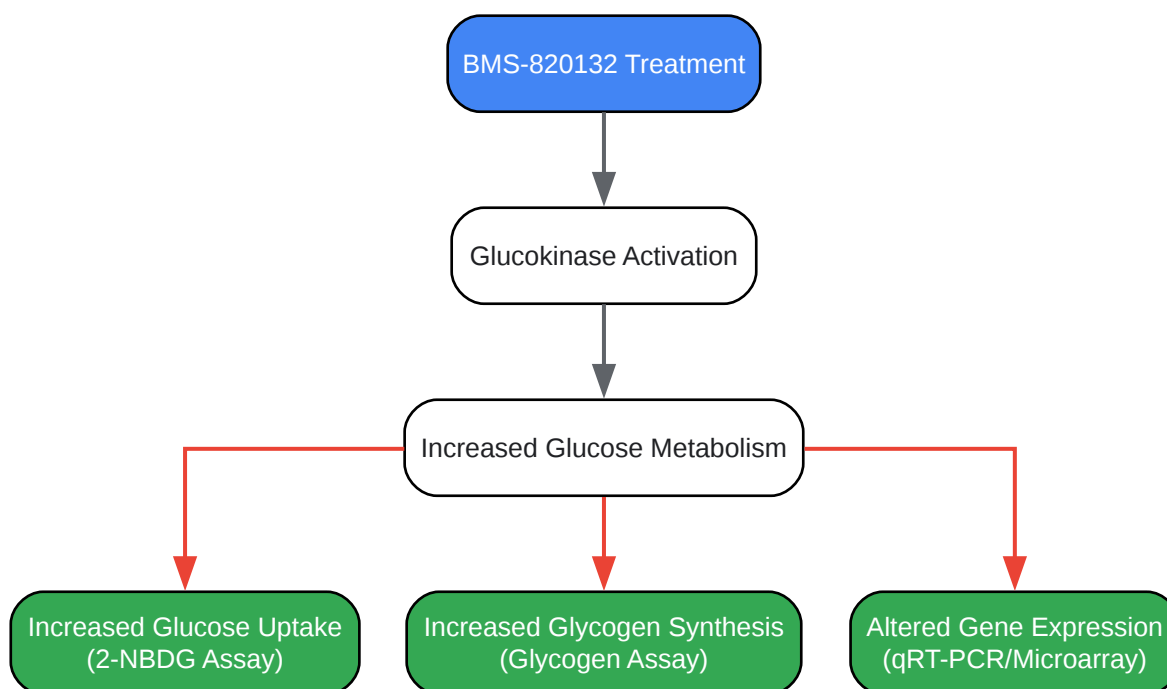 BMS-820132 Treatment
Glucokinase Activation
Increased Glucose Metabolism
Increased Glucose Uptake
(2-NBDG Assay)
Increased Glycogen Synthesis
(Glycogen Assay)
Altered Gene Expression
(qRT-PCR/Microarray)